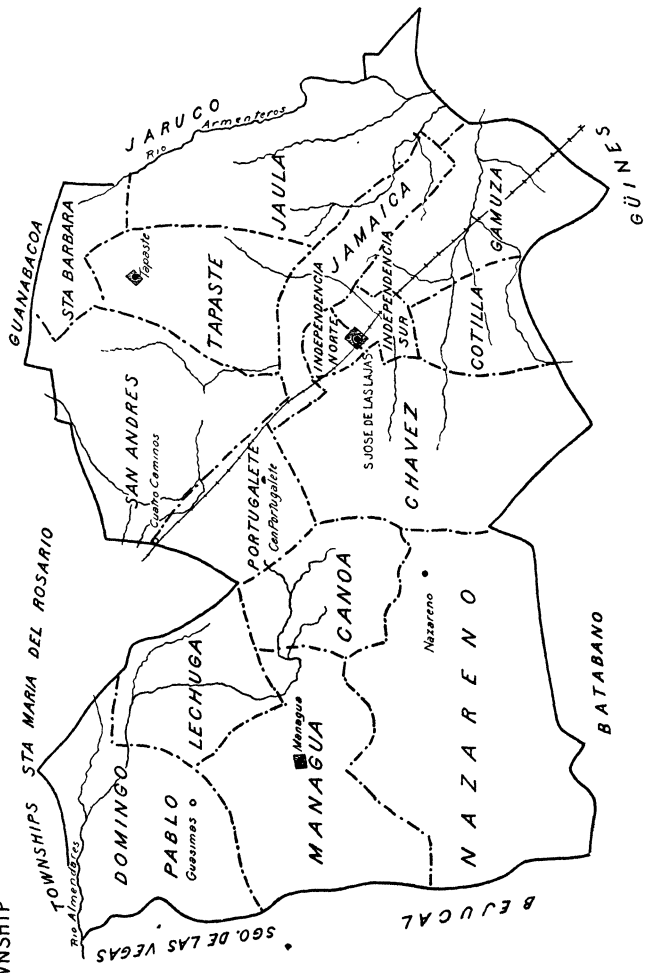 WNSHIP
TOWNSHIPS STA MARIA DEL ROSARIO
GUANABACOA
JARUCO
Rio Armenteros
Rio Almendares
STA BARBARA
Tapaste
TAPASTE
JAULA
SAN ANDRES
Cuatro Caminos
JAMAICA
INDEPENDENCIA
NORTE
INDEPENDENCIA
SUR
S.JOSE DE LAS LAJAS
GAMUZA
COTILLA
GÜINES
PORTUGALETE
Cen Portugalete
CHAVEZ
CANOA
LECHUGA
DOMINGO
PABLO
Guasimas
Managua
MANAGUA
Nazareno
NAZARENO
BATABANO
BEJUCAL
SGO. DE LAS VEGAS